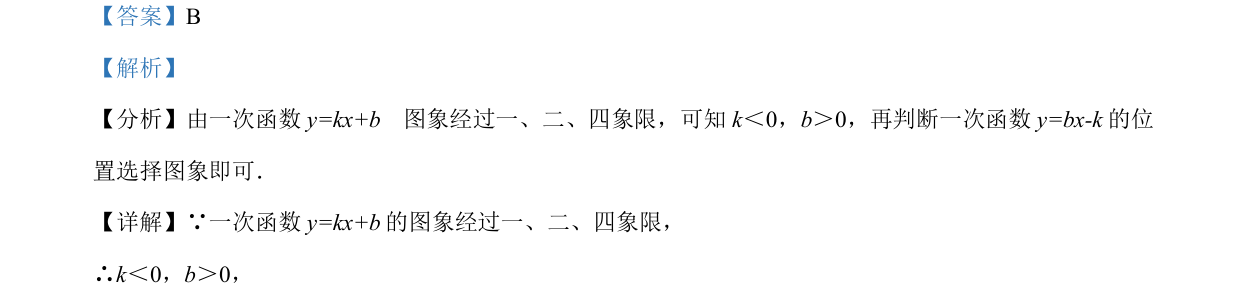 【答案】B
【解析】
【分析】由一次函数 y=kx+b 图象经过一、二、四象限，可知 k＜0，b＞0，再判断一次函数 y=bx-k 的位
置选择图象即可．
【详解】∵一次函数 y=kx+b 的图象经过一、二、四象限，
∴k＜0，b＞0，